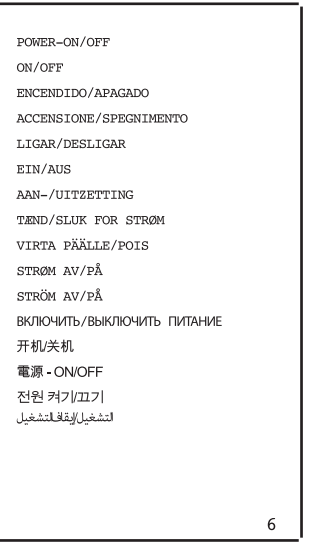 POWER-ON/OFF
ON/OFF
ENCENDIDO/APAGADO
ACCENSIONE/SPEGNIMENTO
LIGAR/DESLIGAR
EIN/AUS
AAN-/UITZETTING
TÆND/SLUK FOR STRØM
VIRTA PÄÄLLE/POIS
STRØM AV/PÅ
STRÖM AV/PÅ
ВКЛЮЧИТЬ/ВЫКЛЮЧИТЬ ПИТАНИЕ
开机/关机
電源 - ON/OFF
전원 켜기/끄기
التشغيل/إيقافالتشغيل
6